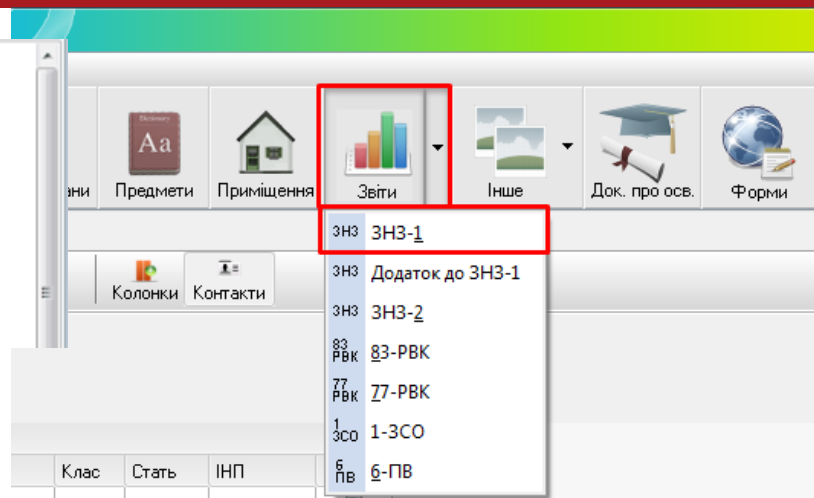 Dictionary
Aa
ани Предмети Приміщення Звіти Інше Док. про осв. Форми
ЗНЗ ЗНЗ-1
Колонки Контакти
ЗНЗ Додаток до ЗНЗ-1
ЗНЗ ЗНЗ-2
83 РВК 83-РВК
77 РВК 77-РВК
1 ЗСО 1-ЗСО
6 ПВ 6-ПВ
Клас Стать ІНП